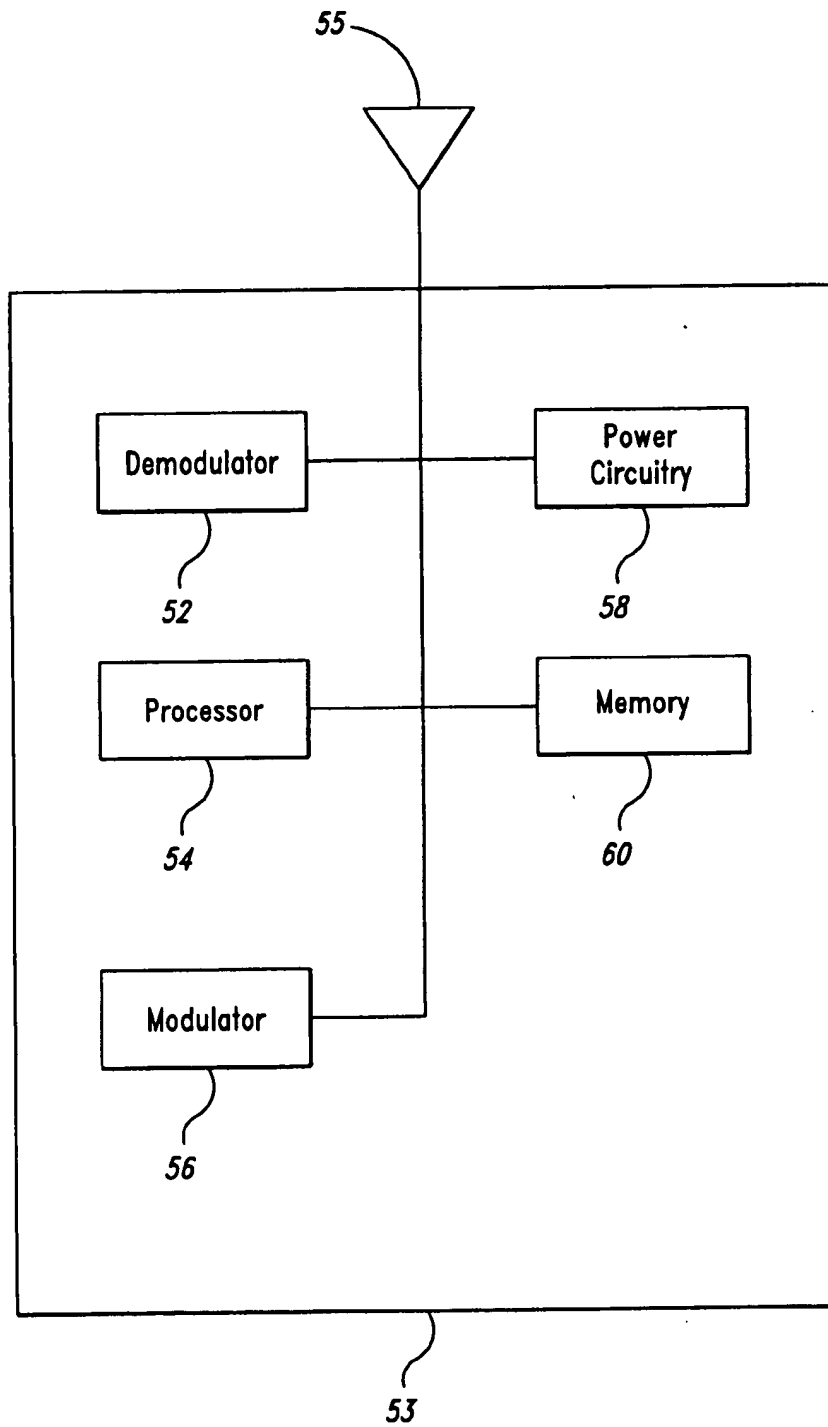 55
Demodulator
52
Power
Circuitry
58
Processor
54
Memory
60
Modulator
56
53